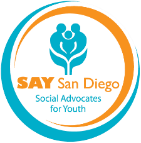 SAY San Diego
Social Advocates
for Youth